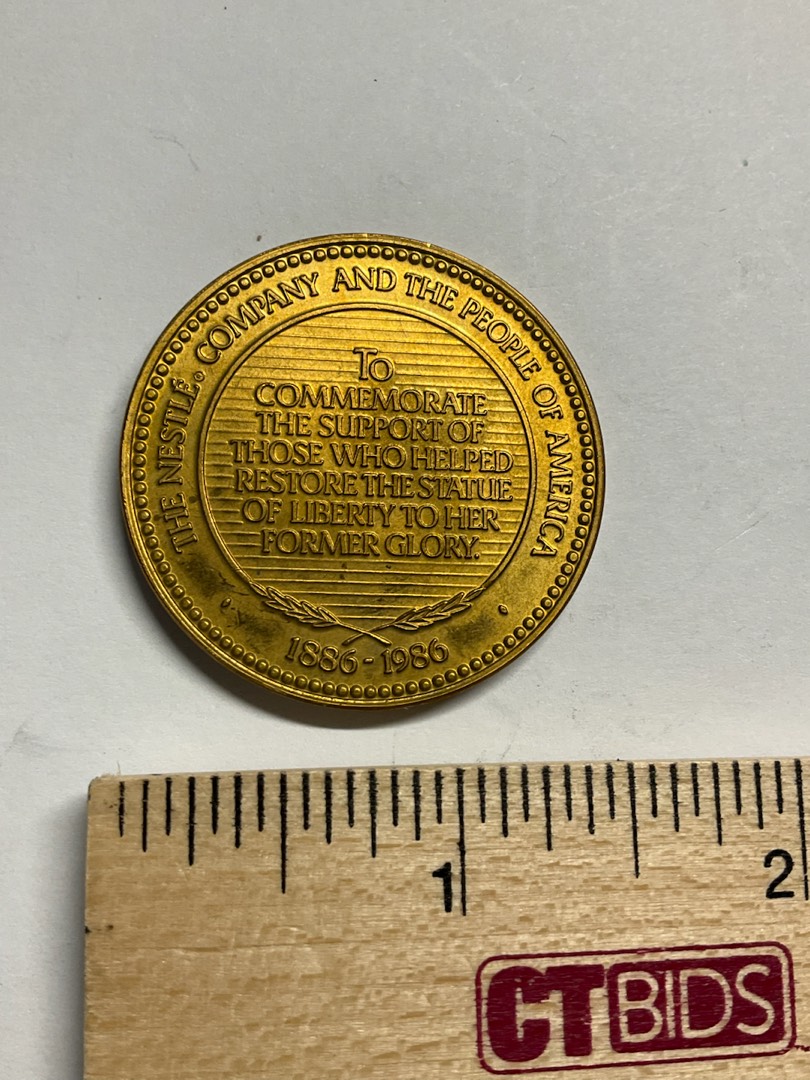 THE NESTLÉ COMPANY AND THE PEOPLE OF AMERICA
TO
COMMEMORATE
THE SUPPORT OF
THOSE WHO HELPED
RESTORE THE STATUE
OF LIBERTY TO HER
FORMER GLORY.
1886-1986
1
2
CTBIDS